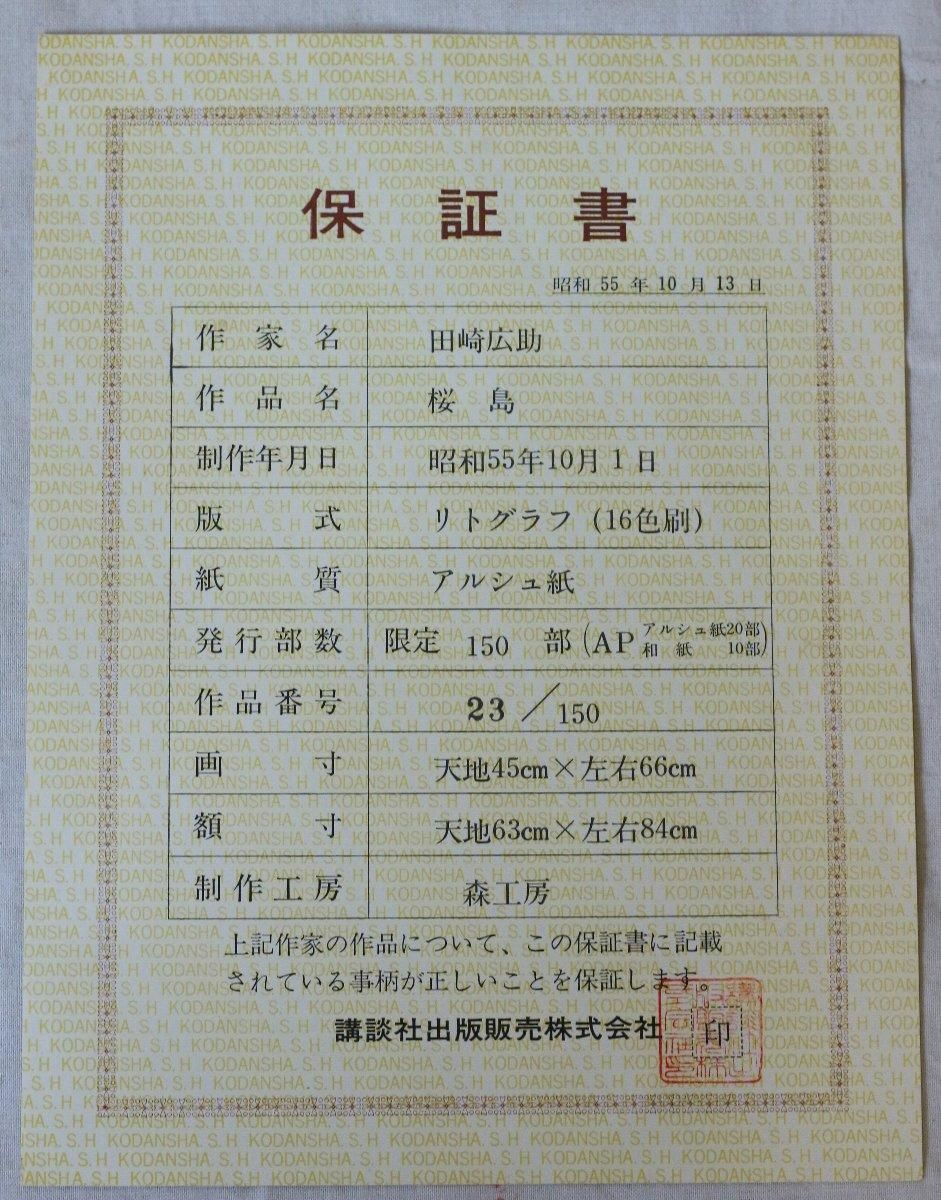 保証書
昭和 55 年 10 月 13 日
作家名 田崎広助
作品名 桜島
制作年月日 昭和55年10月1日
版式 リトグラフ (16色刷)
紙質 アルシュ紙
発行部数 限定 150 部 (AP アルシュ紙20部 和紙 10部)
作品番号 23/150
画寸 天地45cm×左右66cm
額寸 天地63cm×左右84cm
制作工房 森工房
上記作家の作品について、この保証書に記載
されている事柄が正しいことを保証します。
講談社出版販売株式会社 印
KODANSHA. S. H